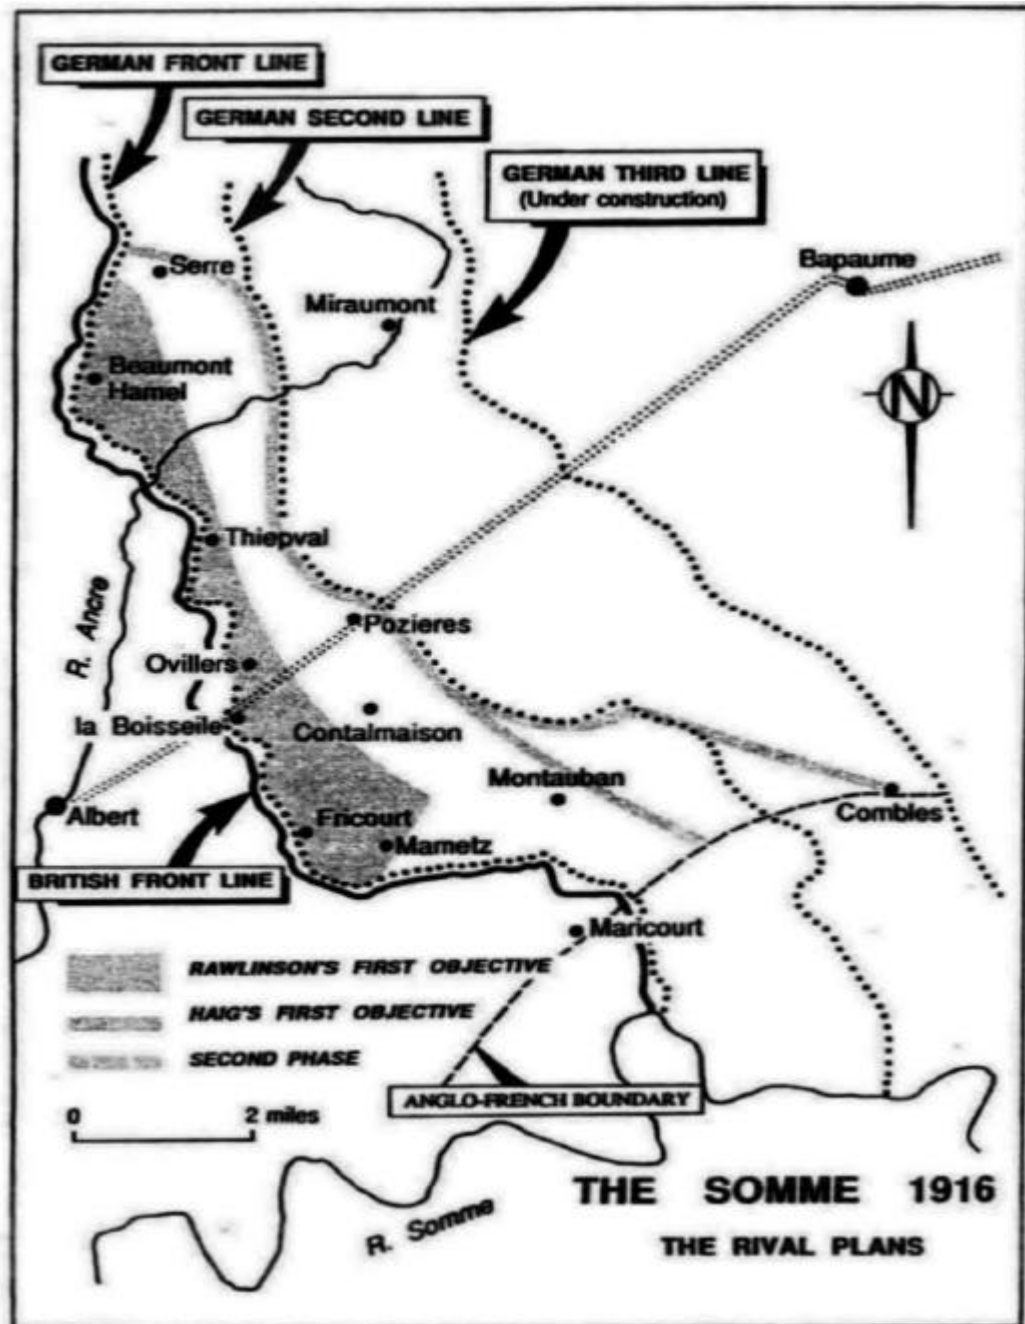 GERMAN FRONT LINE
GERMAN SECOND LINE
GERMAN THIRD LINE
(Under construction)
Bapaume
Serre
Miraumont
Beaumont
Hamel
N
Thiepval
R. Ancre
Pozieres
Ovillers
la Boisseile
Contalmaison
Montauban
Albert
Combles
Fricourt
Mametz
BRITISH FRONT LINE
Maricourt
RAWLINSON'S FIRST OBJECTIVE
HAIG'S FIRST OBJECTIVE
SECOND PHASE
ANGLO-FRENCH BOUNDARY
0 2 miles
THE SOMME 1916
R. Somme
THE RIVAL PLANS